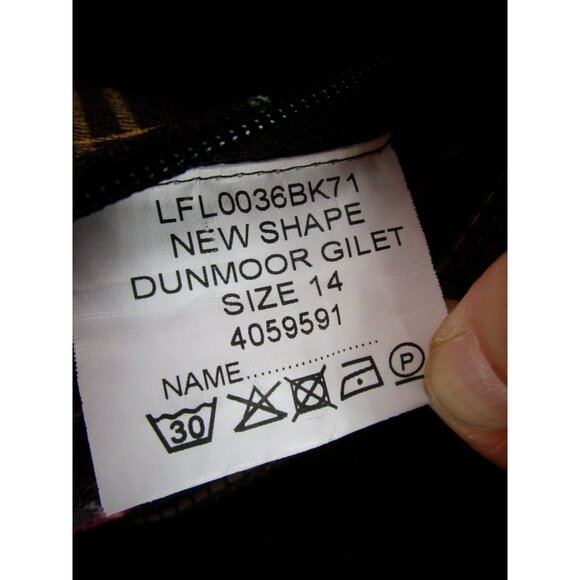 LFL0036BK71
NEW SHAPE
DUNMOOR GILET
SIZE 14
4059591
NAME......................
30
P